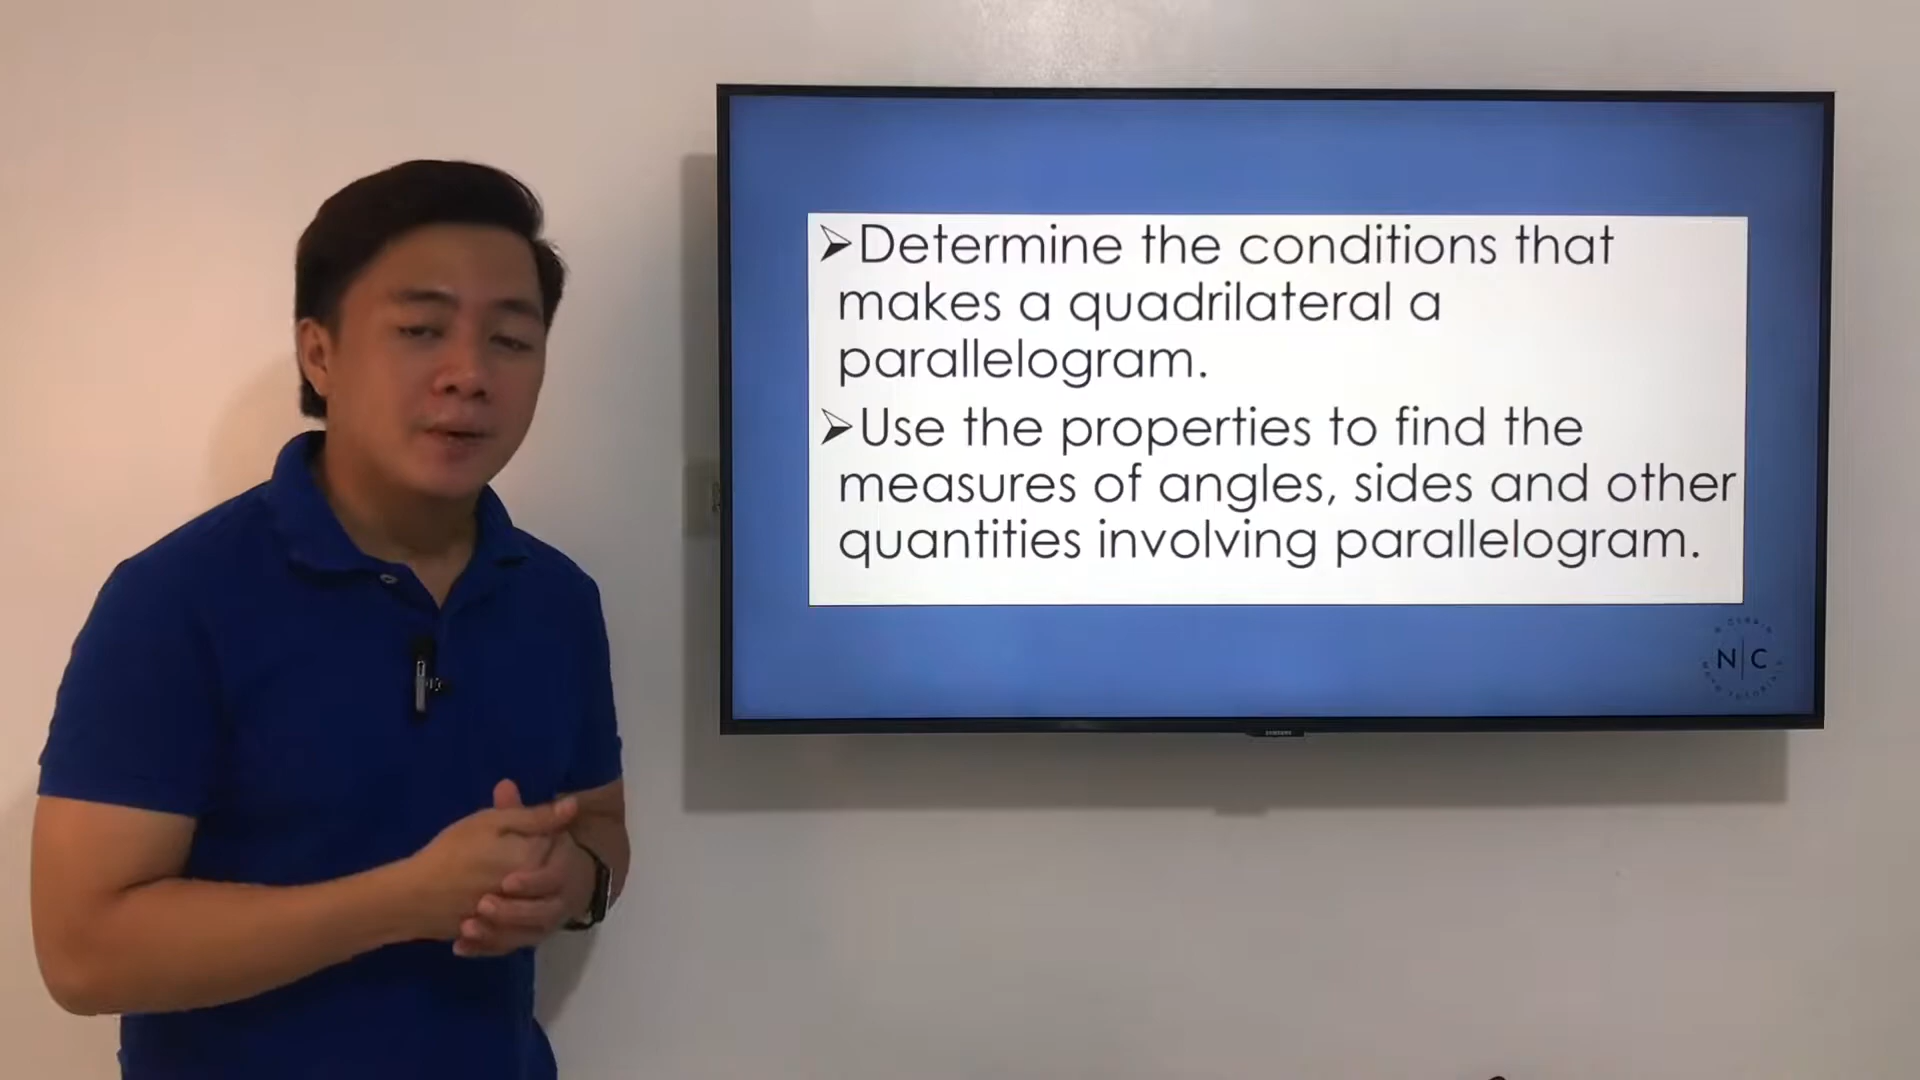 ➢Determine the conditions that
makes a quadrilateral a
parallelogram.
➢Use the properties to find the
measures of angles, sides and other
quantities involving parallelogram.
N|C
SAMSUNG